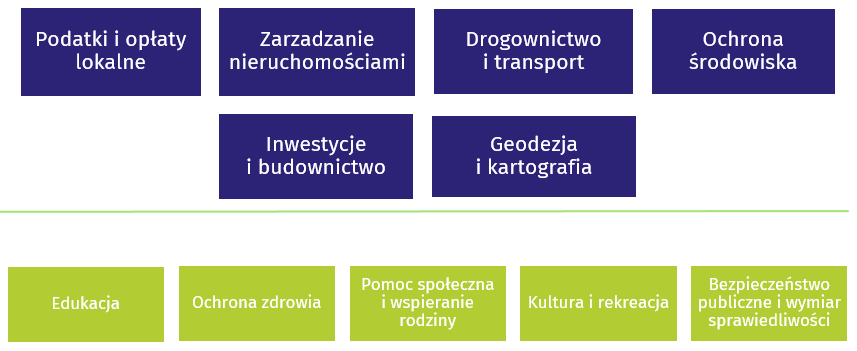 Podatki i opłaty
lokalne
Zarzadzanie
nieruchomościami
Drogownictwo
i transport
Ochrona
środowiska
Inwestycje
i budownictwo
Geodezja
i kartografia
Edukacja
Ochrona zdrowia
Pomoc społeczna
i wspieranie
rodziny
Kultura i rekreacja
Bezpieczeństwo
publiczne i wymiar
sprawiedliwości